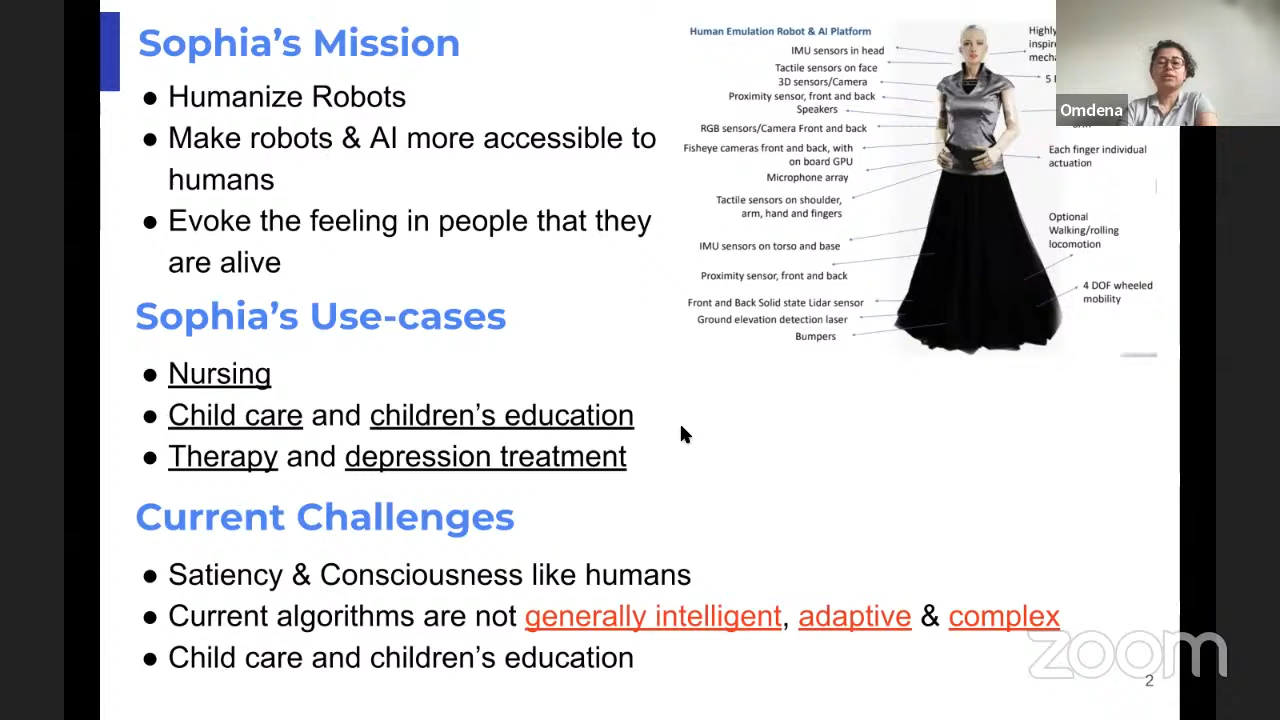 Sophia's Mission
● Humanize Robots
● Make robots & AI more accessible to
humans
● Evoke the feeling in people that they
are alive
Sophia's Use-cases
● Nursing
● Child care and children's education
● Therapy and depression treatment
Current Challenges
● Satiency & Consciousness like humans
● Current algorithms are not generally intelligent, adaptive & complex
● Child care and children's education
Human Emulation Robot & AI Platform
IMU sensors in head
Tactile sensors on face
3D sensors/Camera
Proximity sensor, front and back
Speakers
RGB sensors/Camera Front and back
Fisheye cameras front and back, with
on board GPU
Microphone array
Tactile sensors on shoulder,
arm, hand and fingers
IMU sensors on torso and base
Proximity sensor, front and back
Front and Back Solid state Lidar sensor
Ground elevation detection laser
Bumpers
Highly
5
Each finger individual
actuation
Optional
Walking/rolling
locomotion
4 DOF wheeled
mobility
Omdena
zoom
2